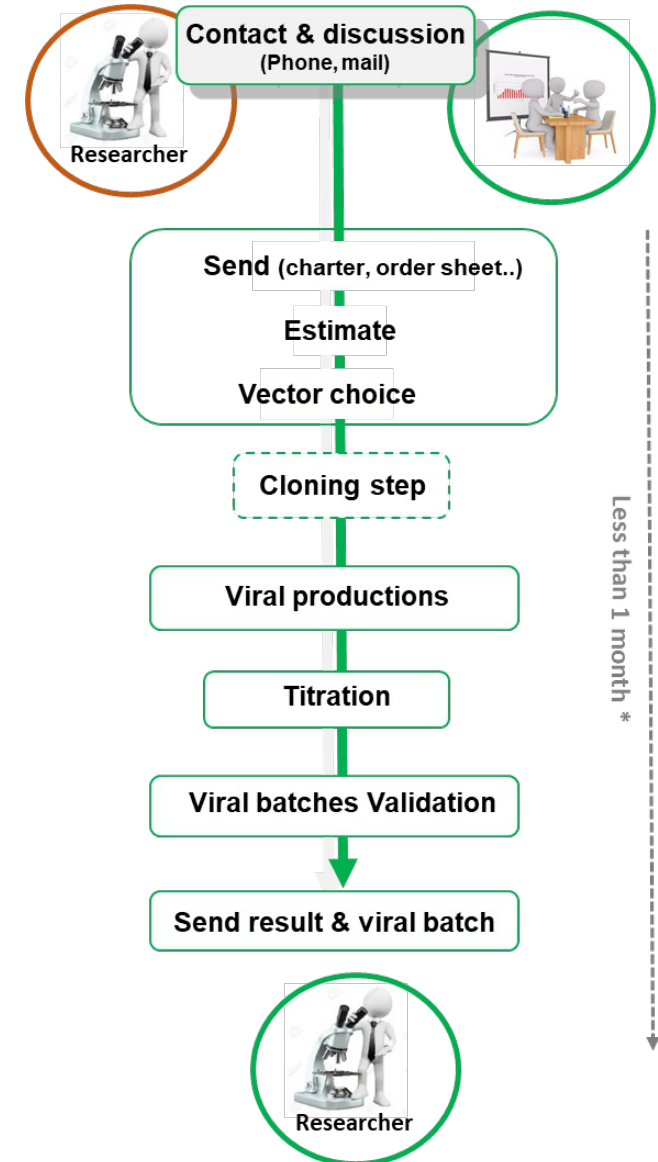 Contact & discussion
(Phone, mail)
Researcher
Send (charter, order sheet..)
Estimate
Vector choice
Cloning step
Viral productions
Titration
Viral batches Validation
Send result & viral batch
Less than 1 month *
Researcher